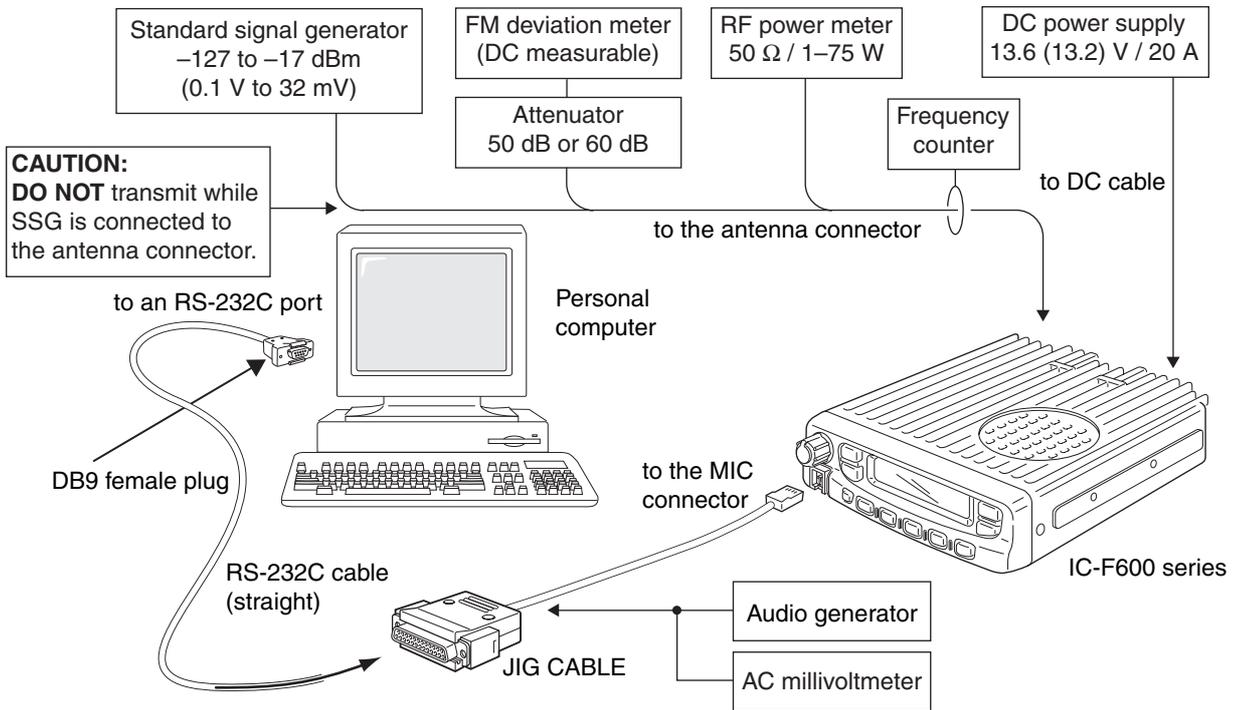 Standard signal generator
–127 to –17 dBm
(0.1 V to 32 mV)
FM deviation meter
(DC measurable)
Attenuator
50 dB or 60 dB
RF power meter
50 Ω / 1–75 W
DC power supply
13.6 (13.2) V / 20 A
Frequency
counter
CAUTION:
DO NOT transmit while
SSG is connected to
the antenna connector.
to DC cable
to the antenna connector
to an RS-232C port
Personal
computer
DB9 female plug
to the MIC
connector
RS-232C cable
(straight)
IC-F600 series
JIG CABLE
Audio generator
AC millivoltmeter